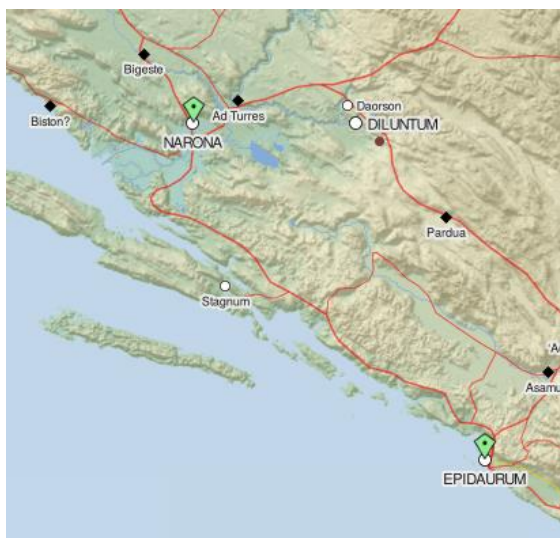 Bigeste
Biston?
NARONA
Ad Turres
Daorson
DILUNTUM
Pardua
Stagnum
Asamu
EPIDAURUM